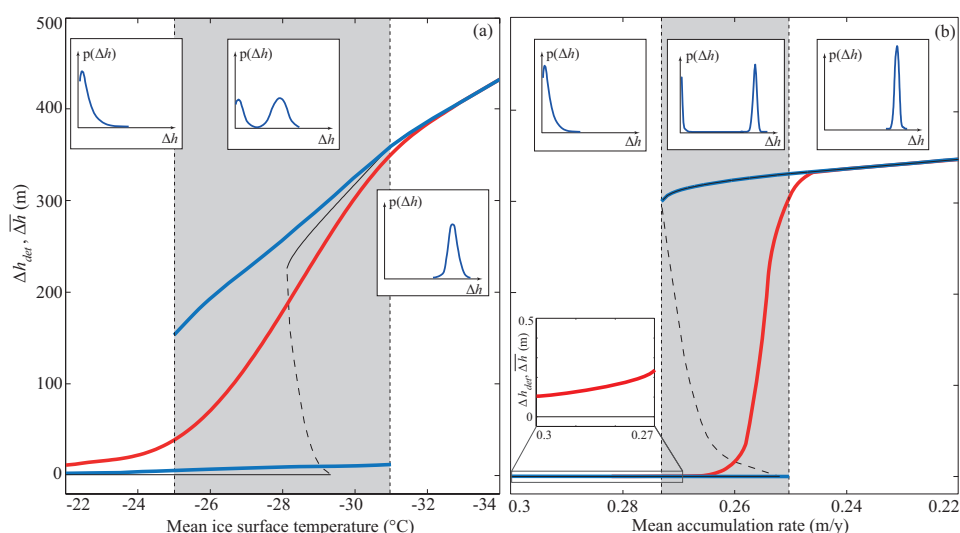 500
400
300
200
100
0
Δh_det, Δh̅ (m)
(a)
p(Δh)
Δh
p(Δh)
Δh
p(Δh)
Δh
-22
-24
-26
-28
-30
-32
-34
Mean ice surface temperature (°C)
(b)
p(Δh)
Δh
p(Δh)
Δh
p(Δh)
Δh
0.5
0
Δh_det, Δh̅ (m)
0.3
0.27
0.3
0.28
0.26
0.24
0.22
Mean accumulation rate (m/y)